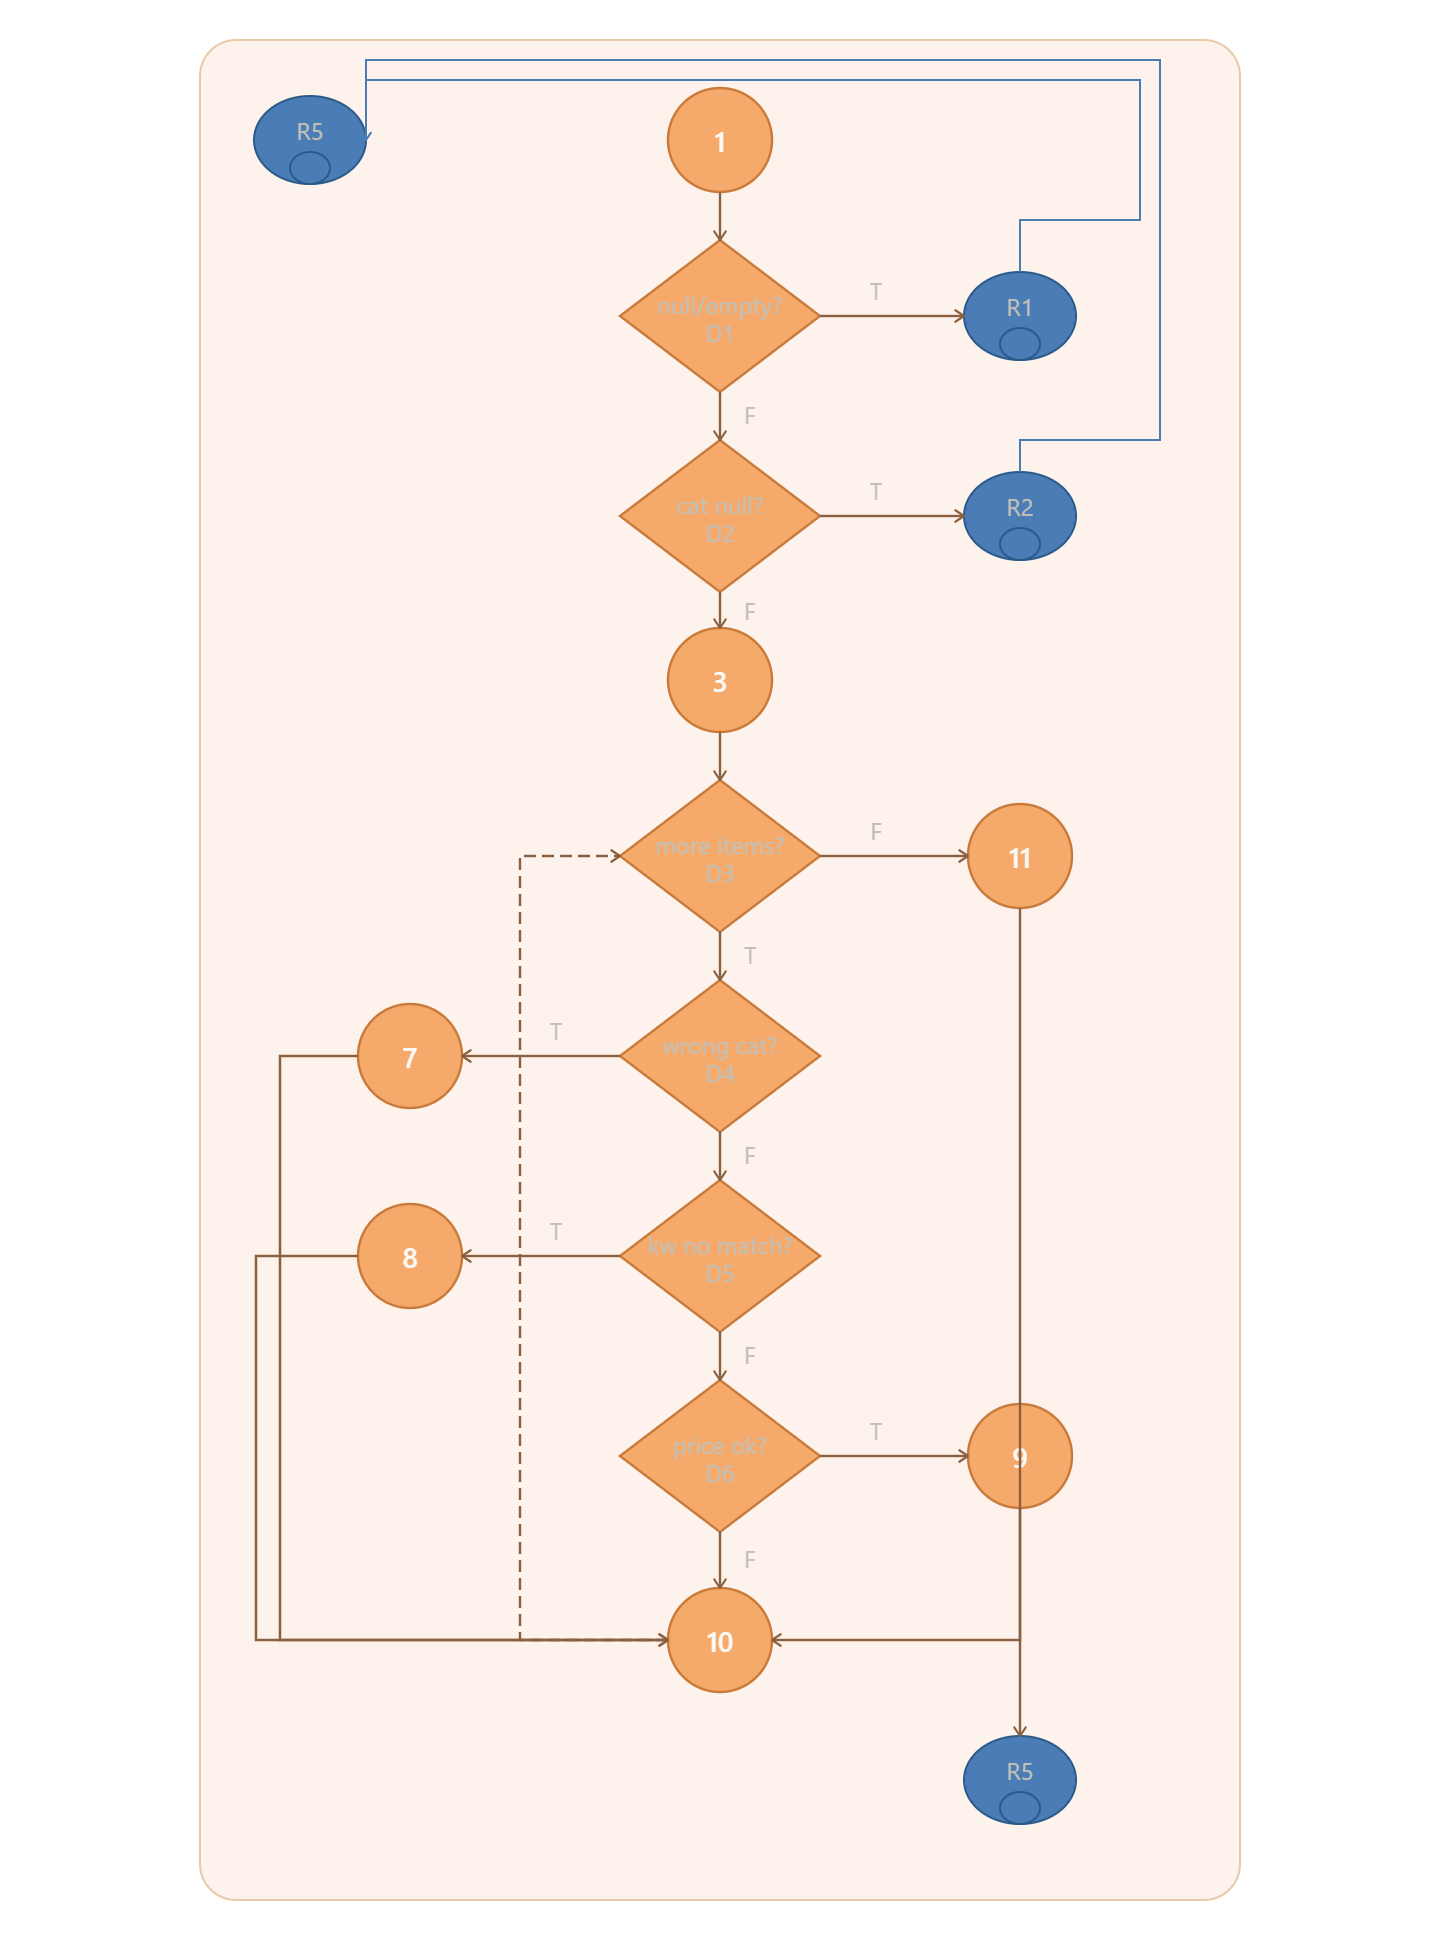 R5
1
null/empty?
D1
T
R1
F
cat null?
D2
T
R2
F
3
more items?
D3
F
11
T
7
T
wrong cat?
D4
F
8
T
kw no match?
D5
F
price ok?
D6
T
9
F
10
R5